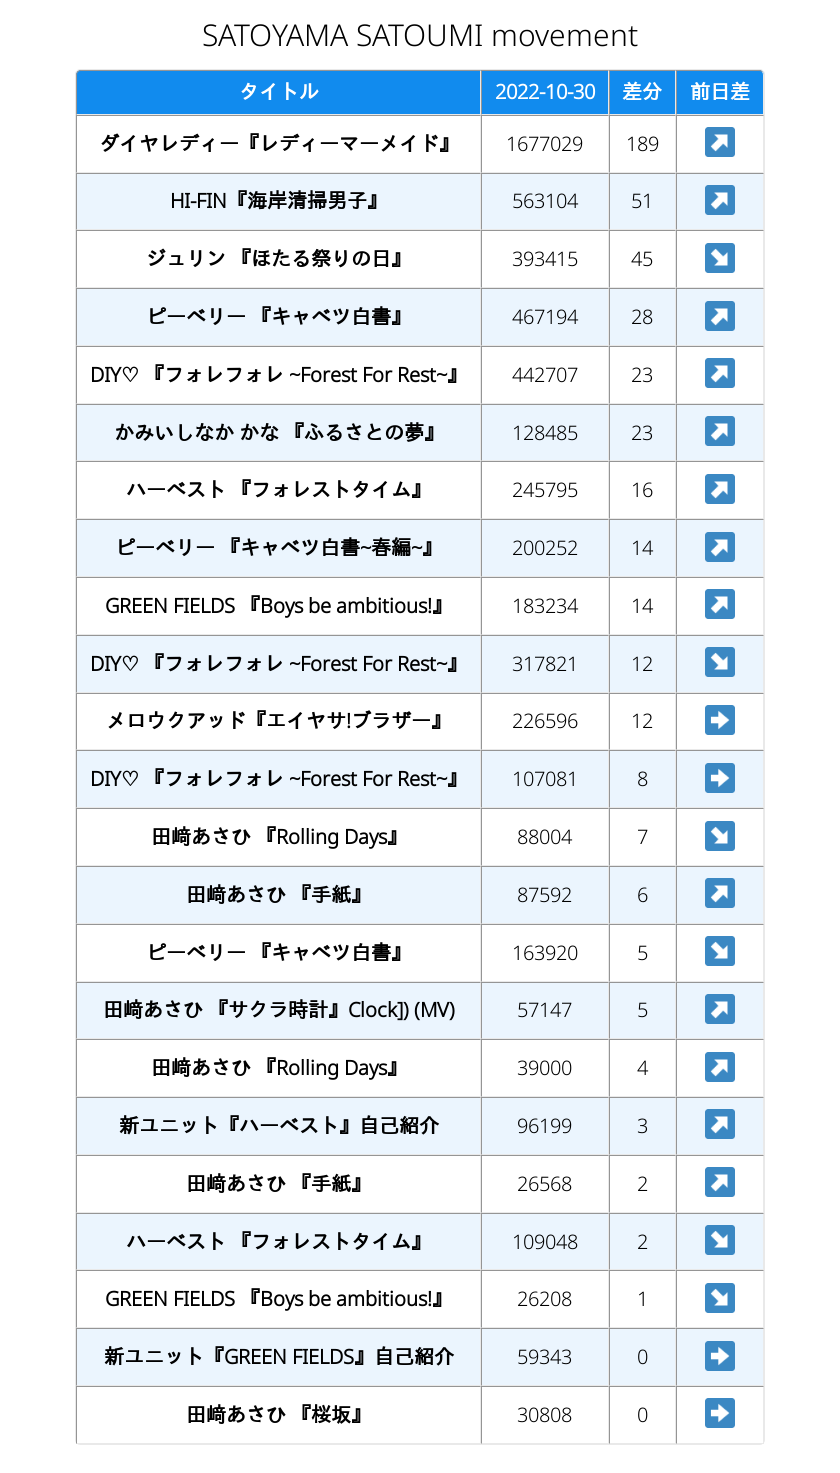 SATOYAMA SATOUMI movement
タイトル 2022-10-30 差分 前日差
ダイヤレディー『レディーマーメイド』 1677029 189 ↗
HI-FIN『海岸清掃男子』 563104 51 ↗
ジュリン 『ほたる祭りの日』 393415 45 ↘
ピーベリー 『キャベツ白書』 467194 28 ↗
DIY♡ 『フォレフォレ ~Forest For Rest~』 442707 23 ↗
かみいしなか かな 『ふるさとの夢』 128485 23 ↗
ハーベスト 『フォレストタイム』 245795 16 ↗
ピーベリー 『キャベツ白書~春編~』 200252 14 ↗
GREEN FIELDS 『Boys be ambitious!』 183234 14 ↗
DIY♡ 『フォレフォレ ~Forest For Rest~』 317821 12 ↘
メロウクアッド『エイヤサ!ブラザー』 226596 12 ➡
DIY♡ 『フォレフォレ ~Forest For Rest~』 107081 8 ➡
田﨑あさひ 『Rolling Days』 88004 7 ↘
田﨑あさひ 『手紙』 87592 6 ↗
ピーベリー 『キャベツ白書』 163920 5 ↘
田﨑あさひ 『サクラ時計』Clock]) (MV) 57147 5 ↗
田﨑あさひ 『Rolling Days』 39000 4 ↗
新ユニット『ハーベスト』自己紹介 96199 3 ↗
田﨑あさひ 『手紙』 26568 2 ↗
ハーベスト 『フォレストタイム』 109048 2 ↘
GREEN FIELDS 『Boys be ambitious!』 26208 1 ↘
新ユニット『GREEN FIELDS』自己紹介 59343 0 ➡
田﨑あさひ 『桜坂』 30808 0 ➡